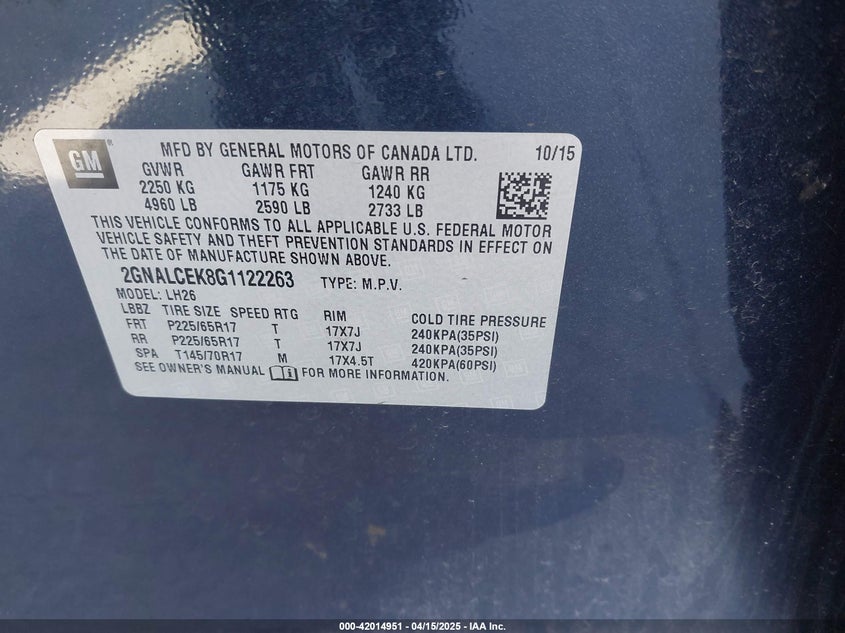 GM
MFD BY GENERAL MOTORS OF CANADA LTD. 10/15
GVWR GAWR FRT GAWR RR
2250 KG 1175 KG 1240 KG
4960 LB 2590 LB 2733 LB
THIS VEHICLE CONFORMS TO ALL APPLICABLE U.S. FEDERAL MOTOR
VEHICLE SAFETY AND THEFT PREVENTION STANDARDS IN EFFECT ON
THE DATE OF MANUFACTURE SHOWN ABOVE.
2GNALCEK8G1122263 TYPE: M.P.V.
MODEL: LH26
LBBZ TIRE SIZE SPEED RTG RIM COLD TIRE PRESSURE
FRT P225/65R17 T 17X7J 240KPA(35PSI)
RR P225/65R17 T 17X7J 240KPA(35PSI)
SPA T145/70R17 M 17X4.5T 420KPA(60PSI)
SEE OWNER'S MANUAL FOR MORE INFORMATION.
000-42014951 - 04/15/2025 - IAA Inc.